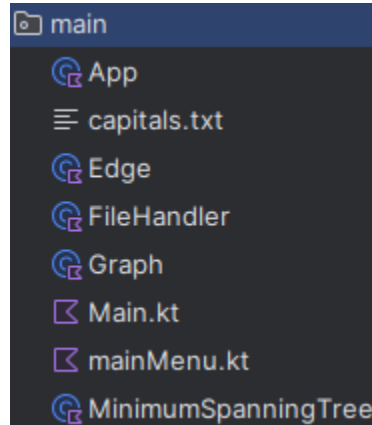 main
App
capitals.txt
Edge
FileHandler
Graph
Main.kt
mainMenu.kt
MinimumSpanningTree